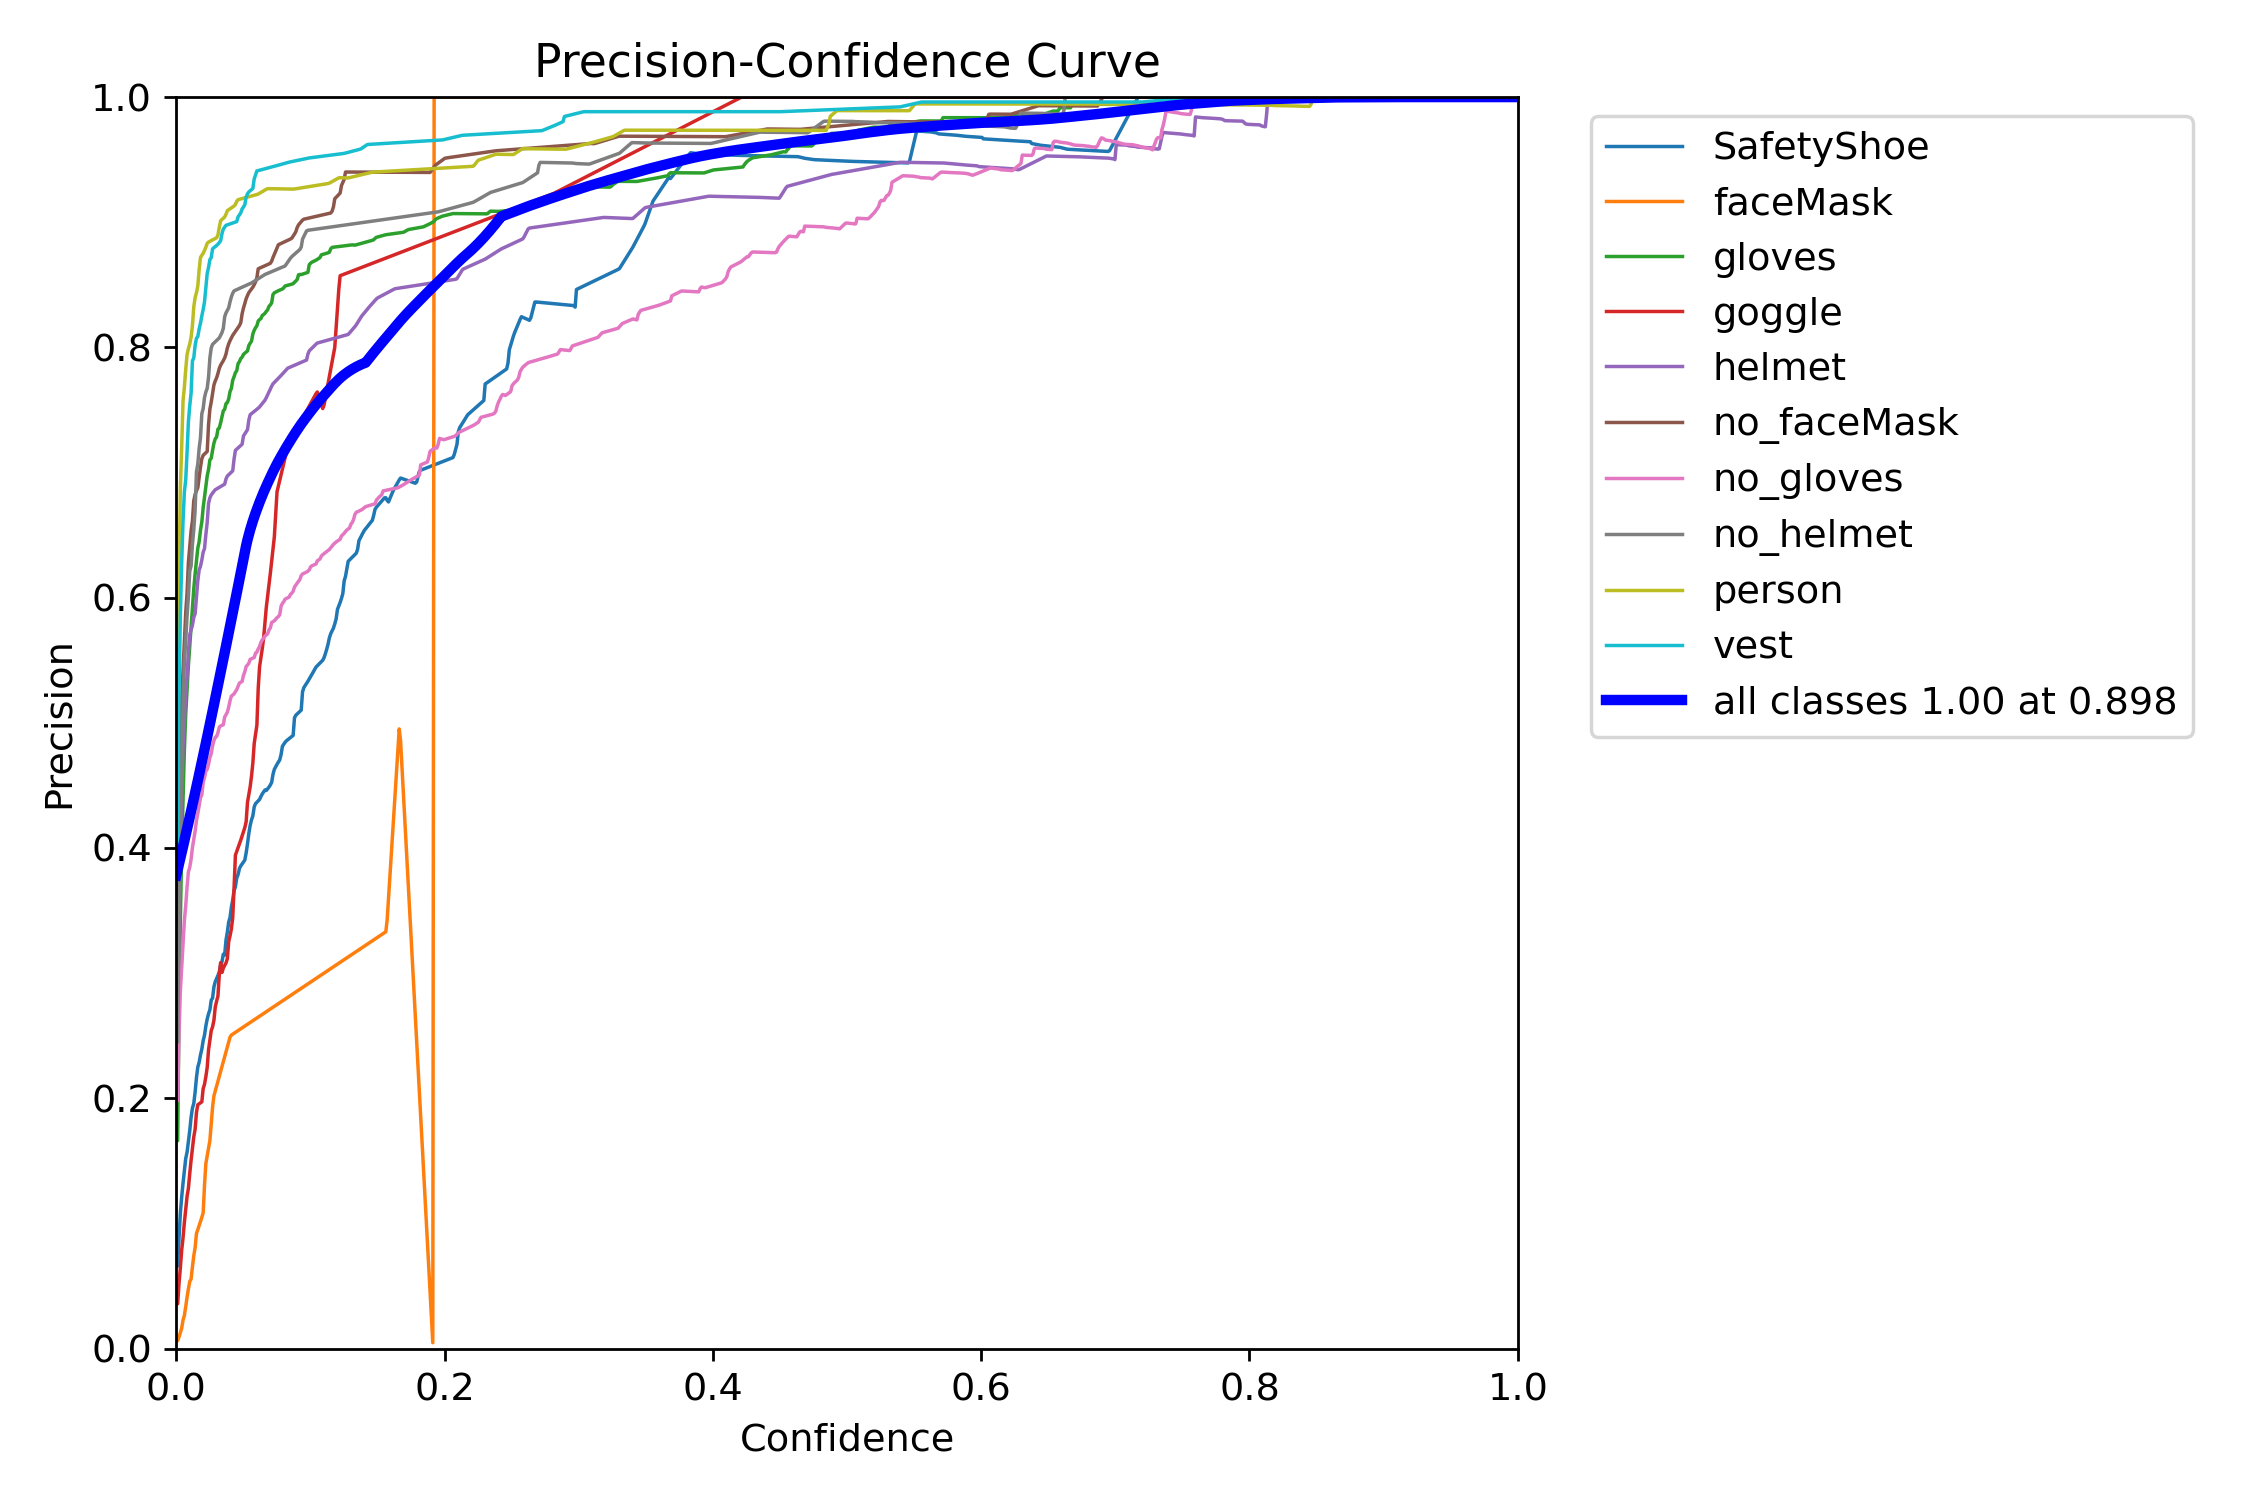 Precision-Confidence Curve
1.0
0.8
0.6
0.4
0.2
0.0
Precision
0.0 0.2 0.4 0.6 0.8 1.0
Confidence
SafetyShoe
faceMask
gloves
goggle
helmet
no_faceMask
no_gloves
no_helmet
person
vest
all classes 1.00 at 0.898